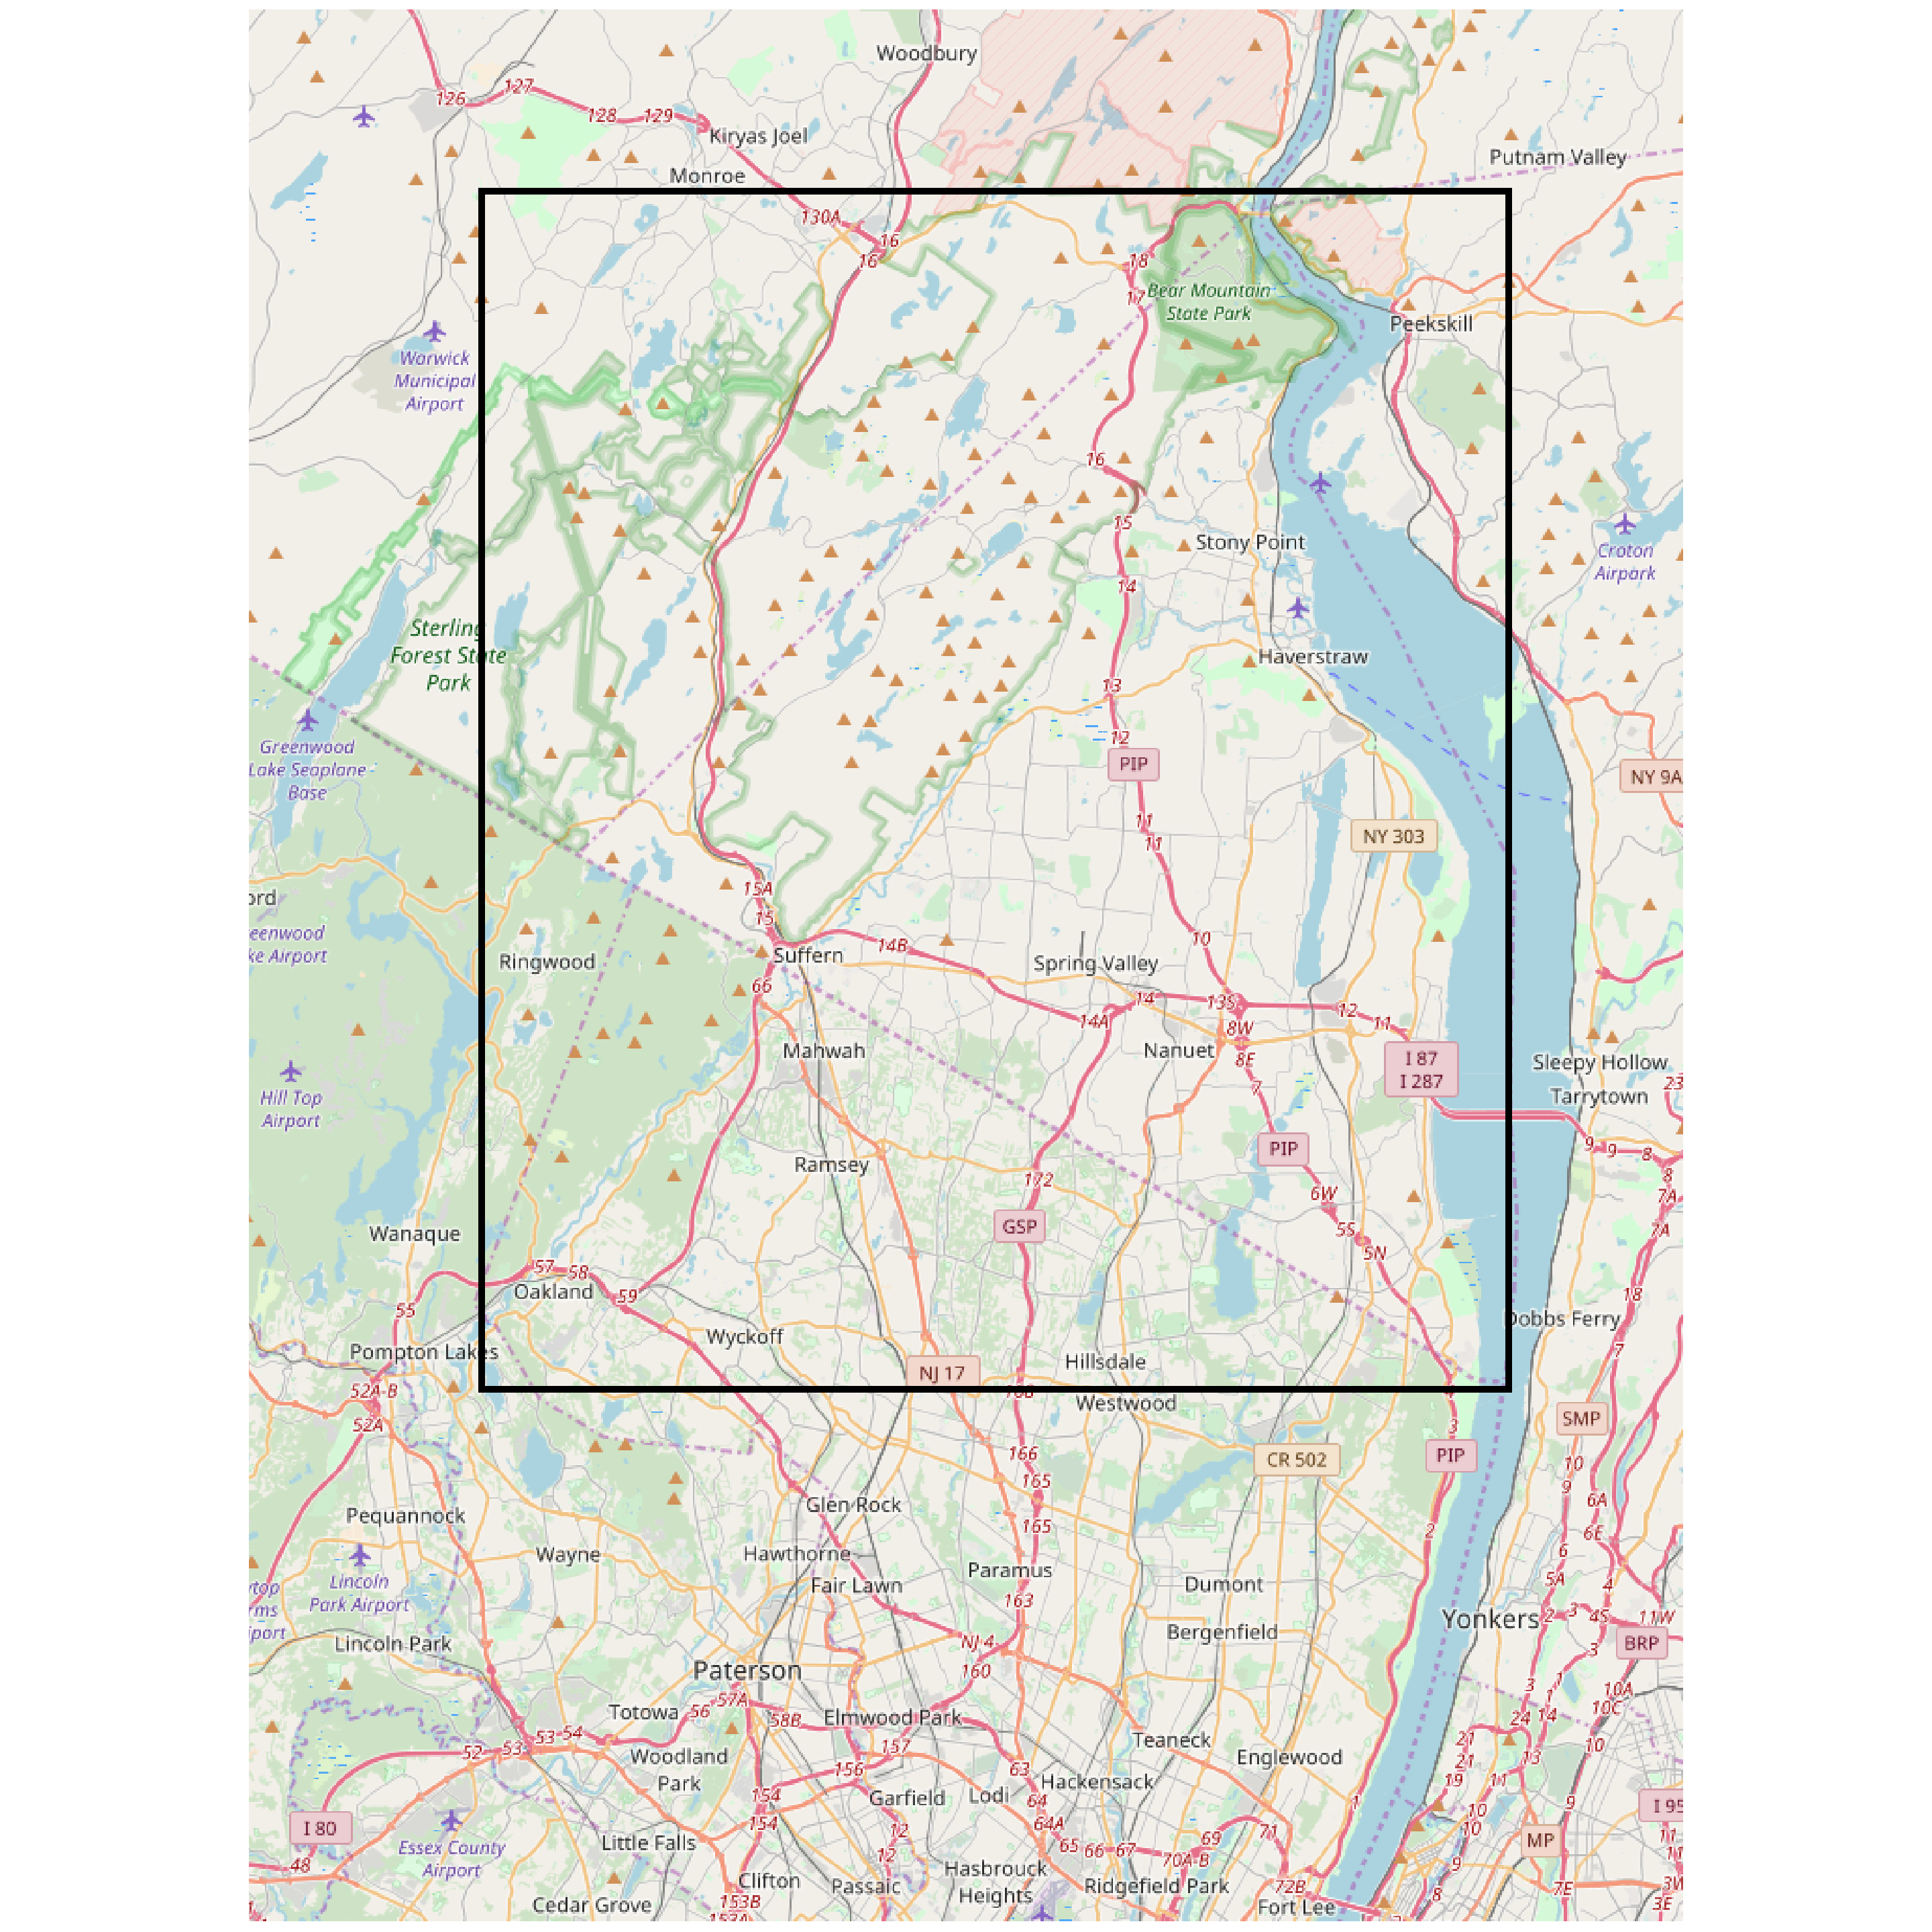 Woodbury
126
127
128
129
Kiryas Joel
Monroe
Putnam Valley
130A
16
16
18
17
Bear Mountain
State Park
Peekskill
Warwick
Municipal
Airport
16
15
Stony Point
Croton
Airpark
14
Sterling
Forest State
Park
Haverstraw
13
12
PIP
NY 9A
Greenwood
Lake Seaplane
Base
11
11
NY 303
15A
15
ord
eenwood
ke Airport
10
14B
Suffern
Ringwood
Spring Valley
66
14
13S
12
11
14A
8W
8E
Nanuet
Mahwah
I 87
I 287
Sleepy Hollow
Tarrytown
23
7
Hill Top
Airport
PIP
9
9
8
8
7A
7A
Ramsey
172
6W
GSP
5S
5N
Wanaque
57
58
59
Oakland
55
18
Dobbs Ferry
7
Wyckoff
Pompton Lakes
Hillsdale
NJ 17
168
52A-B
52A
Westwood
4
3
SMP
166
165
CR 502
PIP
10
9
6A
6E
6
5A
4
Glen Rock
Pequannock
165
2
Wayne
Hawthorne
Fair Lawn
Paramus
Dumont
Lincoln
Park Airport
top
rms
port
163
Yonkers
2
3
4S
11W
BRP
3
Bergenfield
Lincoln Park
NJ 4
160
Paterson
57A
56
Totowa
58B
Elmwood Park
1
3
1
14
24
10A
10C
10
53
54
53
52
Woodland
Park
157
156
Teaneck
Englewood
21
21
19
13
11
63
Hackensack
Lodi
Garfield
64
64A
154
154
I 80
Essex County
Airport
Little Falls
12
12
65
66
67
69
71
70A-B
1
10
10
9
MP
I 95
11
11
48
Hasbrouck
Heights
Clifton
Passaic
Ridgefield Park
72B
Fort Lee
9
8
7E
3W
3E
Cedar Grove
153B
153A